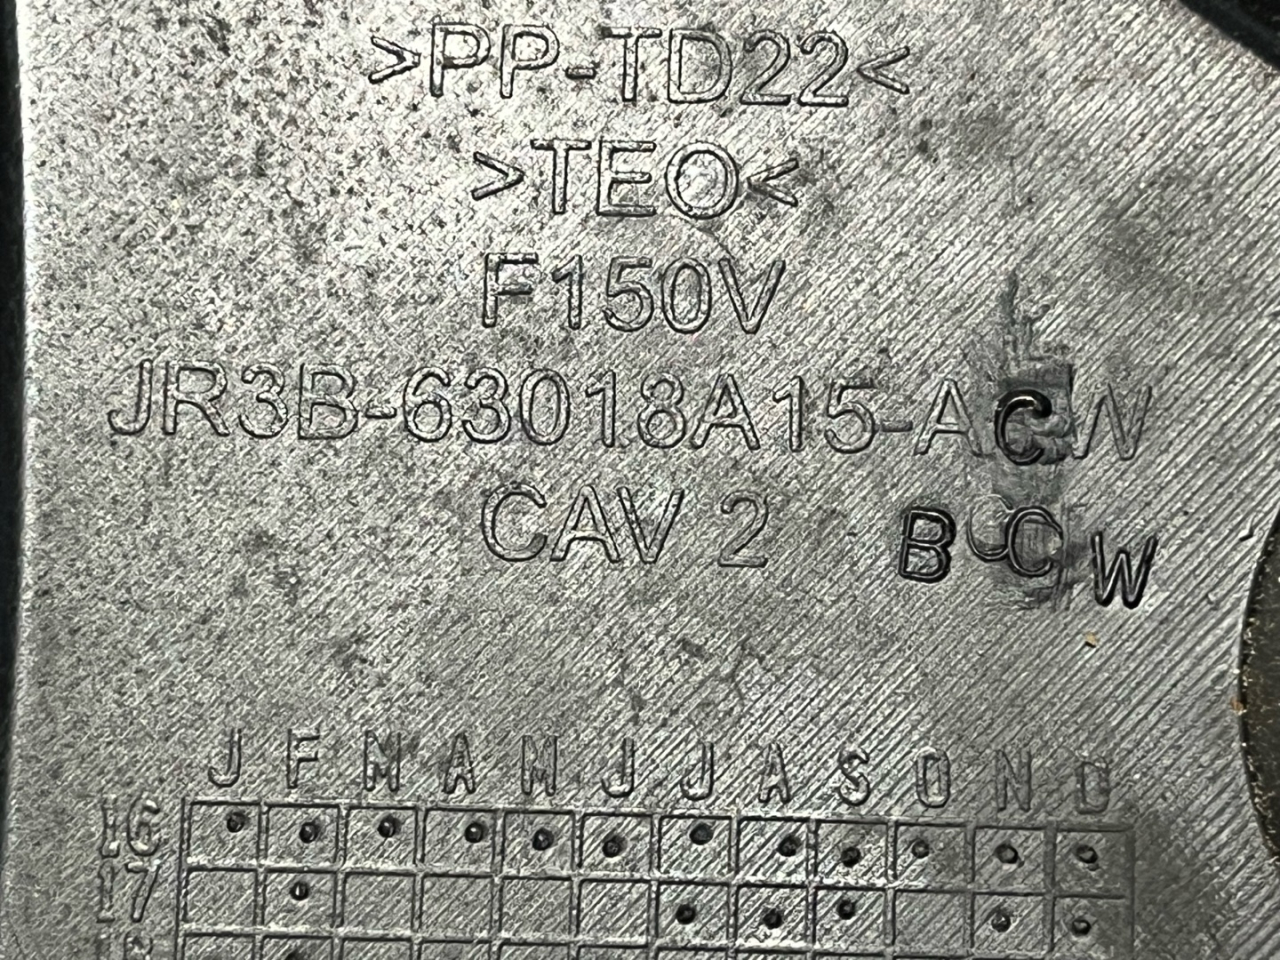 >PP-TD22<
>TEO<
F150V
JR3B-63018A15-ACW
CAV 2 BCW
J F M A M J J A S O N D
16
17